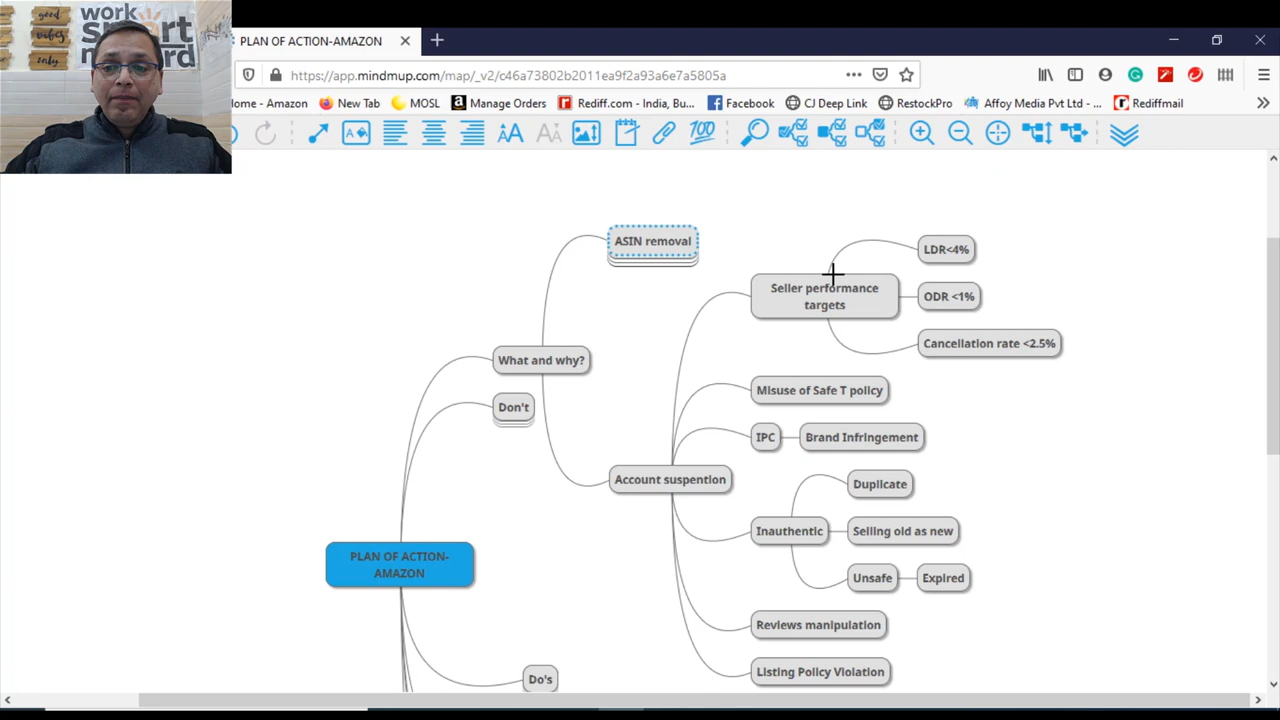 good
vibes
only
work
smart
PLAN OF ACTION-AMAZON
https://app.mindmup.com/map/_v2/c46a73802b2011ea9f2a93a6e7a5805a
Home - Amazon
New Tab
MOSL
Manage Orders
Rediff.com - India, Bu...
Facebook
CJ Deep Link
RestockPro
Affoy Media Pvt Ltd - ...
Rediffmail
ASIN removal
LDR<4%
Seller performance
targets
ODR <1%
Cancellation rate <2.5%
What and why?
Misuse of Safe T policy
Don't
IPC
Brand Infringement
Account suspention
Duplicate
Inauthentic
Selling old as new
PLAN OF ACTION-
AMAZON
Unsafe
Expired
Reviews manipulation
Listing Policy Violation
Do's